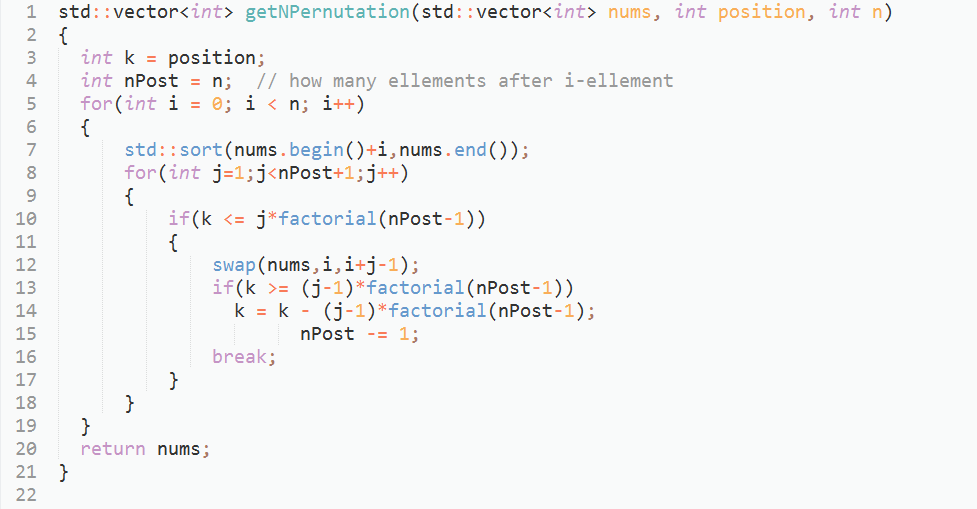 1 std::vector<int> getNPernutation(std::vector<int> nums, int position, int n)
2 {
3 int k = position;
4 int nPost = n; // how many ellements after i-ellement
5 for(int i = 0; i < n; i++)
6 {
7 std::sort(nums.begin()+i,nums.end());
8 for(int j=1;j<nPost+1;j++)
9 {
10 if(k <= j*factorial(nPost-1))
11 {
12 swap(nums,i,i+j-1);
13 if(k >= (j-1)*factorial(nPost-1))
14 k = k - (j-1)*factorial(nPost-1);
15 nPost -= 1;
16 break;
17 }
18 }
19 }
20 return nums;
21 }
22